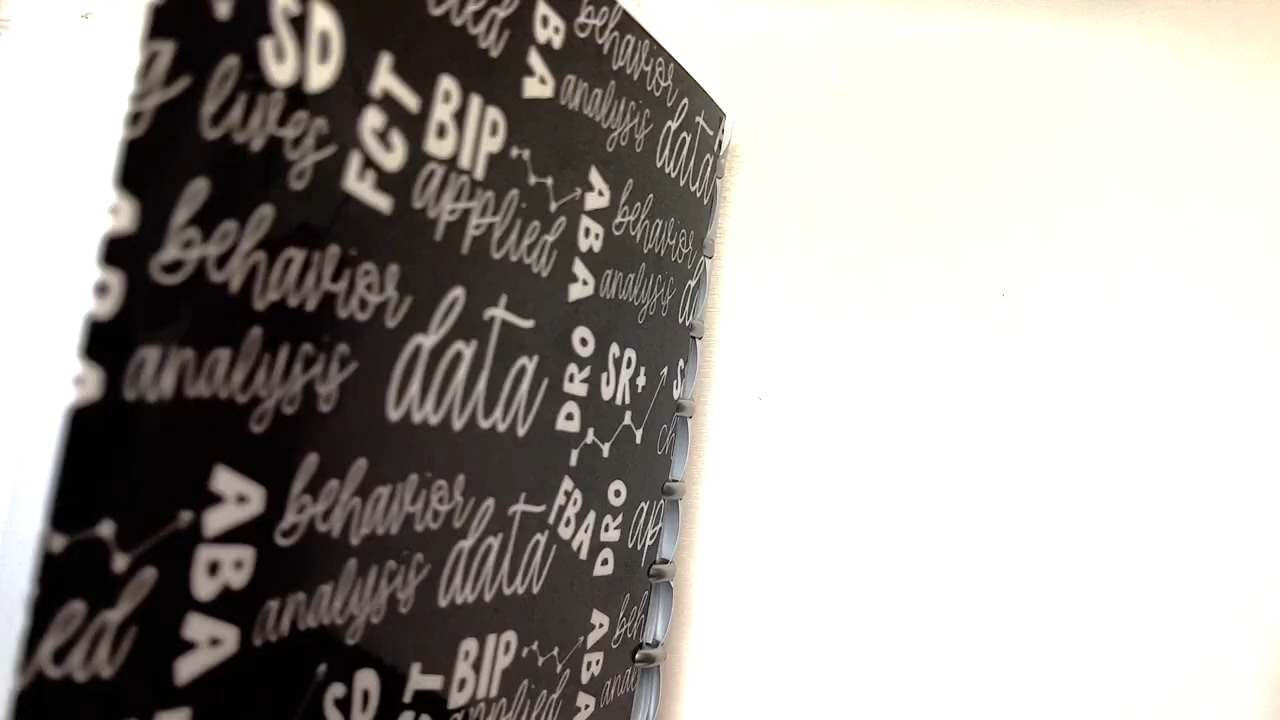 SD
lives
FCT
BIP
applied
ABA
behavior
analysis
data
behavior
analysis
data
ABA
behavior
analysis
DRO
SR+
FBA
DRO
ABA
behavior
analysis
data
BIP
applied
ABA
SD